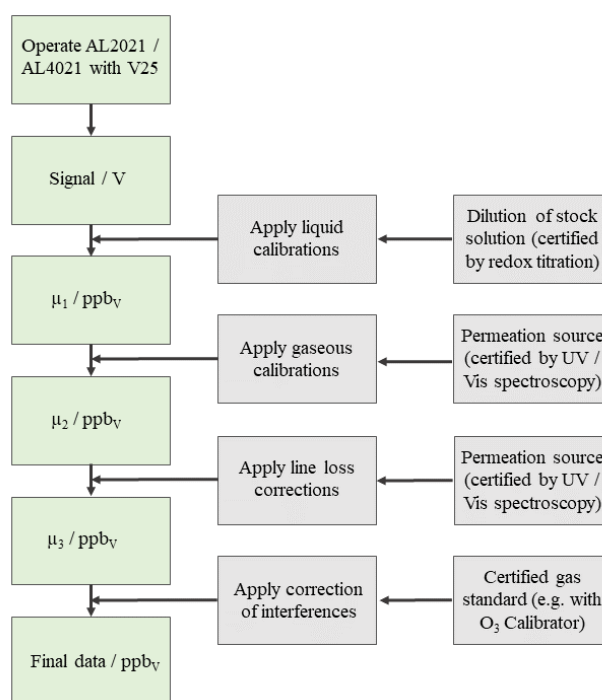 Operate AL2021 /
AL4021 with V25
Signal / V
Apply liquid
calibrations
Dilution of stock
solution (certified
by redox titration)
μ₁ / ppbᵥ
Apply gaseous
calibrations
Permeation source
(certified by UV /
Vis spectroscopy)
μ₂ / ppbᵥ
Apply line loss
corrections
Permeation source
(certified by UV /
Vis spectroscopy)
μ₃ / ppbᵥ
Apply correction
of interferences
Certified gas
standard (e.g. with
O₃ Calibrator)
Final data / ppbᵥ